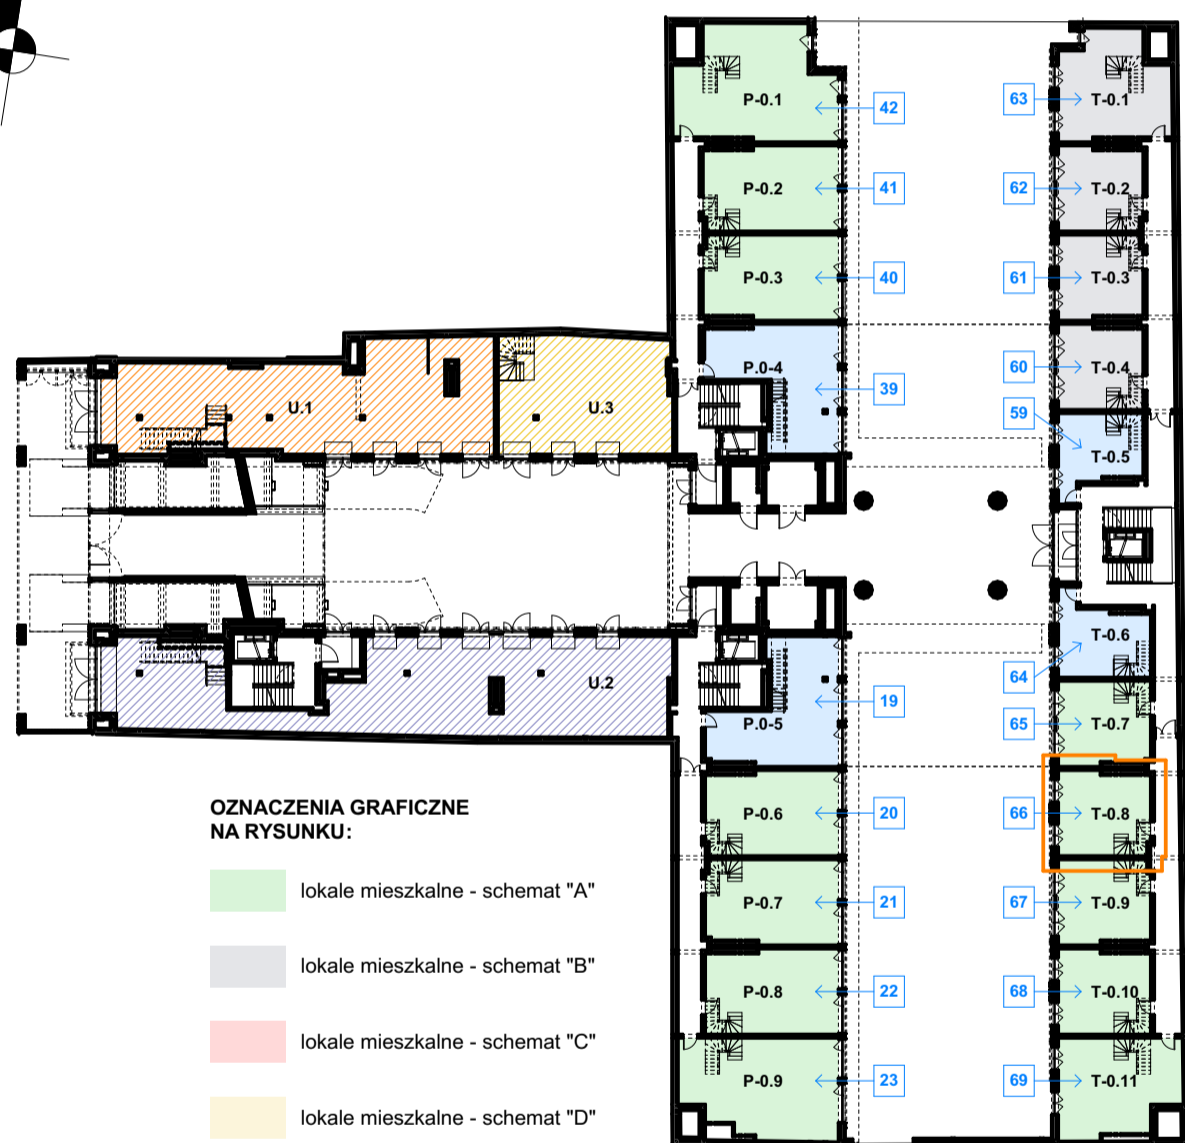 P-0.1
42
63
T-0.1
P-0.2
41
62
T-0.2
P-0.3
40
61
T-0.3
P.0-4
39
60
T-0.4
U.1
U.3
59
T-0.5
T-0.6
U.2
64
P.0-5
19
65
T-0.7
P-0.6
20
66
T-0.8
P-0.7
21
67
T-0.9
P-0.8
22
68
T-0.10
P-0.9
23
69
T-0.11
OZNACZENIA GRAFICZNE
NA RYSUNKU:
lokale mieszkalne - schemat "A"
lokale mieszkalne - schemat "B"
lokale mieszkalne - schemat "C"
lokale mieszkalne - schemat "D"